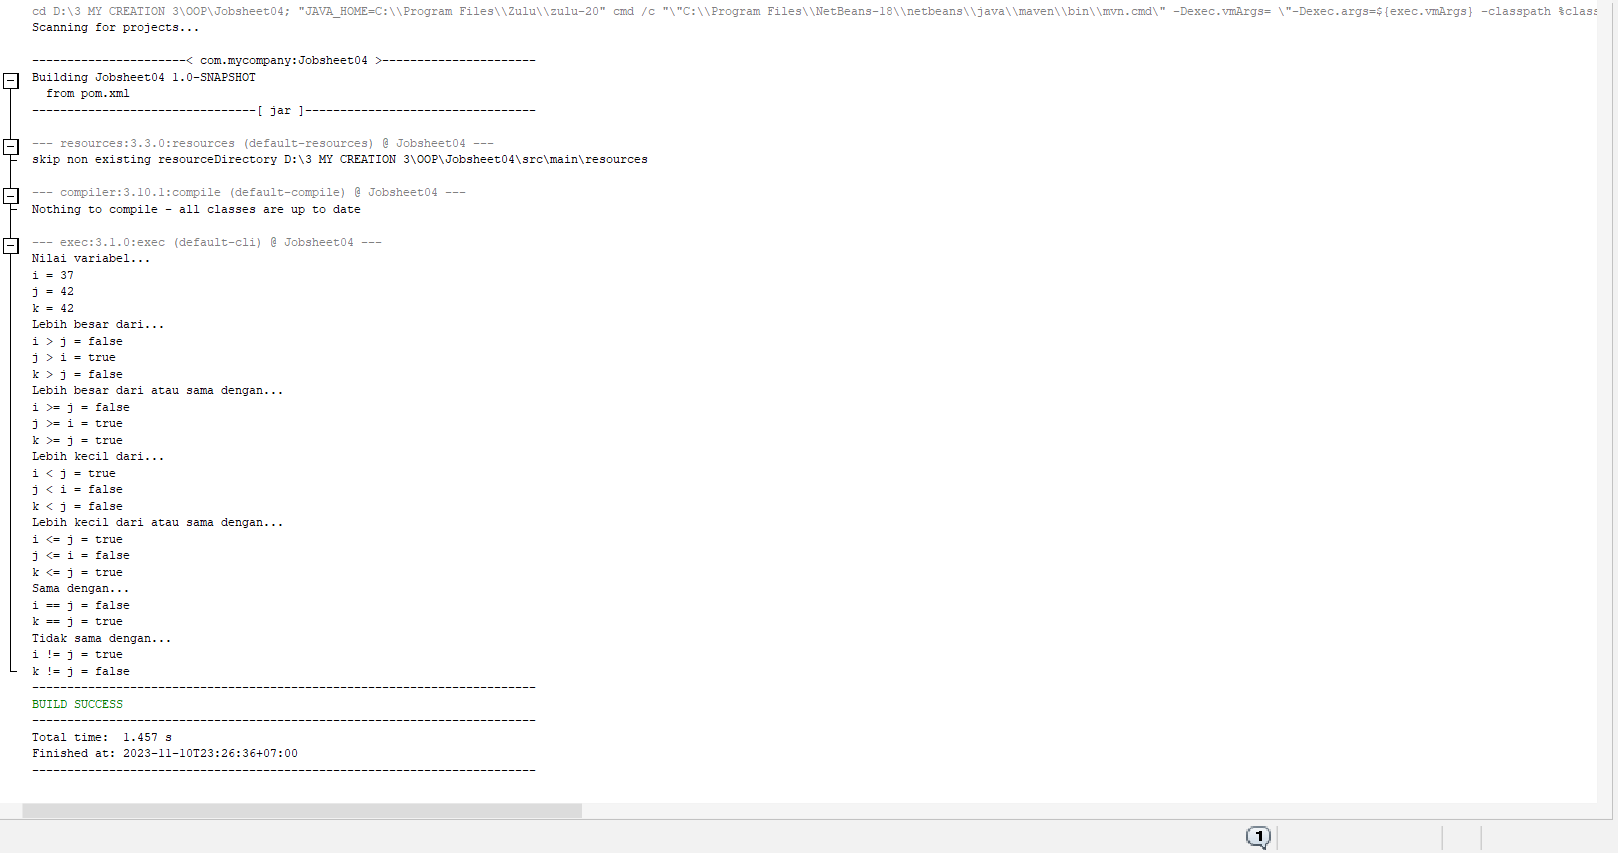 cd D:\3 MY CREATION 3\OOP\Jobsheet04; "JAVA_HOME=C:\\Program Files\\Zulu\\zulu-20" cmd /c "\"C:\\Program Files\\NetBeans-18\\netbeans\\java\\maven\\bin\\mvn.cmd\" -Dexec.vmArgs= \"-Dexec.args=${exec.vmArgs} -classpath %class
Scanning for projects...
----------------------< com.mycompany:Jobsheet04 >----------------------
Building Jobsheet04 1.0-SNAPSHOT
  from pom.xml
--------------------------------[ jar ]---------------------------------
--- resources:3.3.0:resources (default-resources) @ Jobsheet04 ---
skip non existing resourceDirectory D:\3 MY CREATION 3\OOP\Jobsheet04\src\main\resources
--- compiler:3.10.1:compile (default-compile) @ Jobsheet04 ---
Nothing to compile - all classes are up to date
--- exec:3.1.0:exec (default-cli) @ Jobsheet04 ---
Nilai variabel...
i = 37
j = 42
k = 42
Lebih besar dari...
i > j = false
j > i = true
k > j = false
Lebih besar dari atau sama dengan...
i >= j = false
j >= i = true
k >= j = true
Lebih kecil dari...
i < j = true
j < i = false
k < j = false
Lebih kecil dari atau sama dengan...
i <= j = true
j <= i = false
k <= j = true
Sama dengan...
i == j = false
k == j = true
Tidak sama dengan...
i != j = true
k != j = false
------------------------------------------------------------------------
BUILD SUCCESS
------------------------------------------------------------------------
Total time:  1.457 s
Finished at: 2023-11-10T23:26:36+07:00
------------------------------------------------------------------------
1